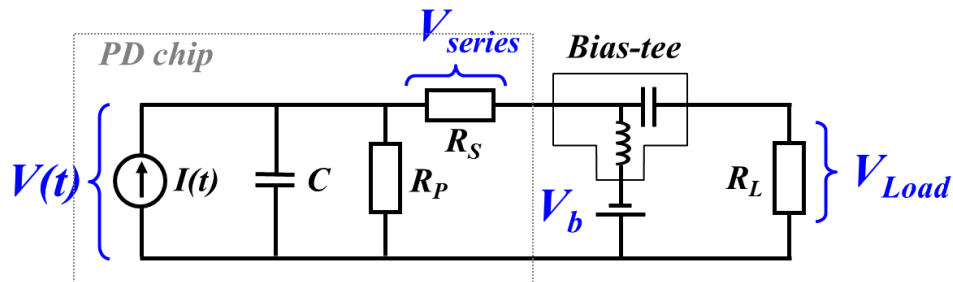 V_series
PD chip
Bias-tee
V(t)
I(t)
C
R_P
R_S
V_b
R_L
V_Load